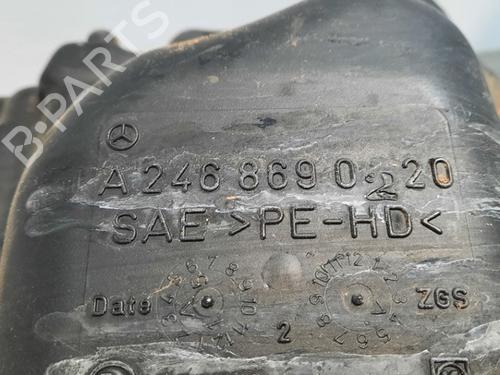 B-PARTS
A 246 869 0 2 20
SAE >PE-HD<
Date
2
ZGS